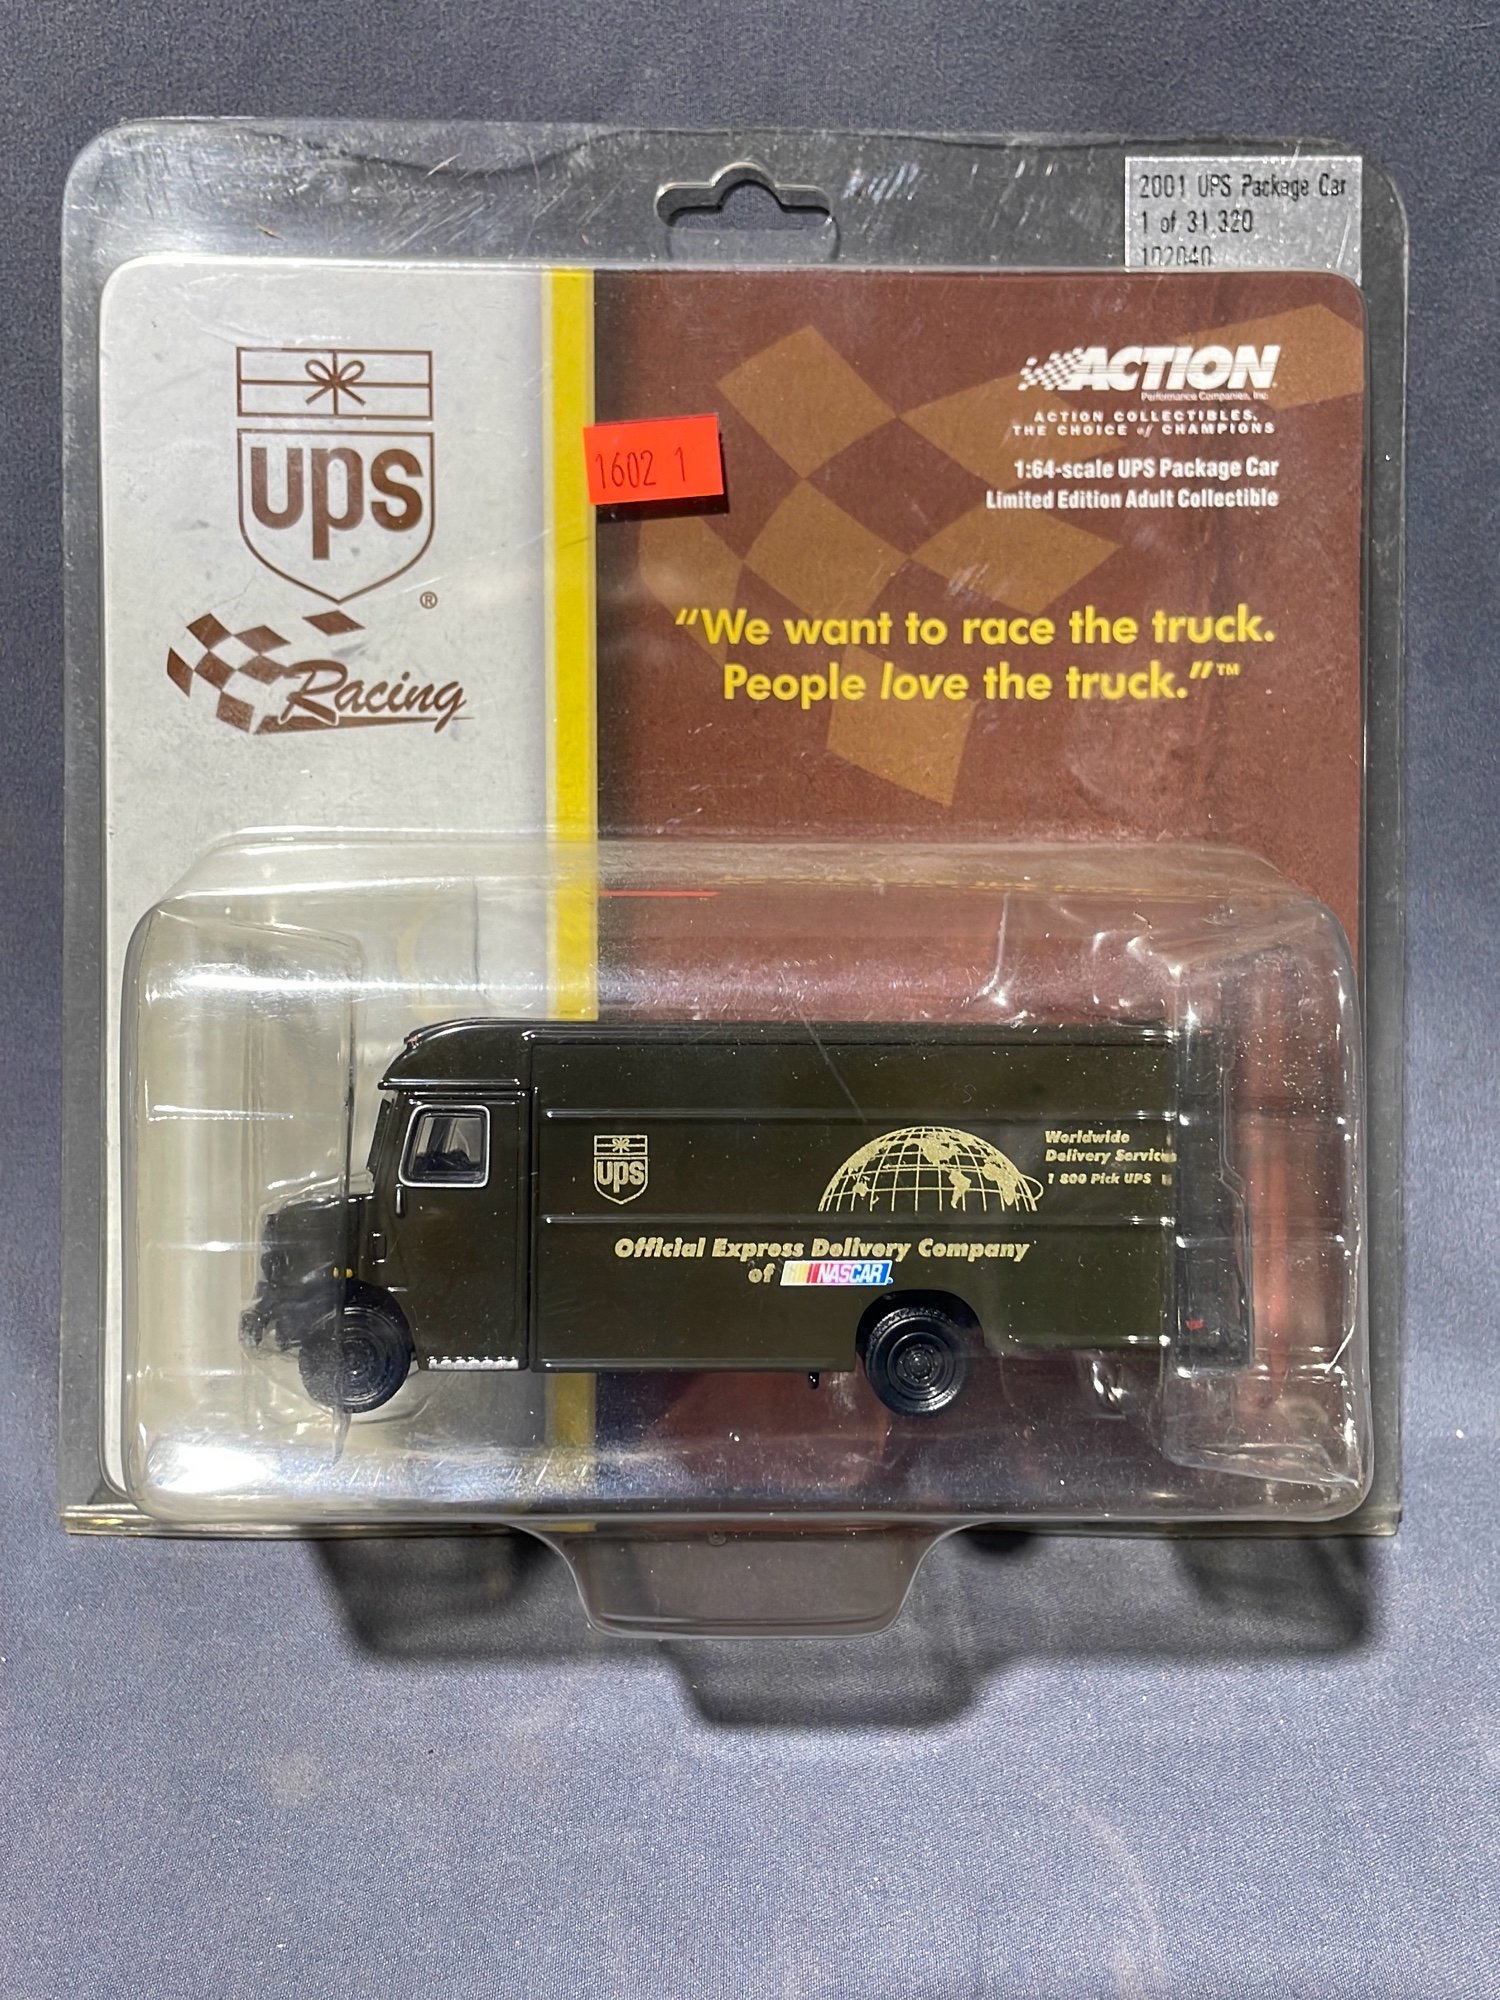 2001 UPS Package Car
1 of 31,320
102040
ups
®
Racing
1602 1
ACTION
Performance Companies, Inc.
ACTION COLLECTIBLES,
THE CHOICE of CHAMPIONS
1:64-scale UPS Package Car
Limited Edition Adult Collectible
"We want to race the truck.
People love the truck."™
ups
Worldwide
Delivery Services
1 800 Pick UPS
Official Express Delivery Company
of NASCAR